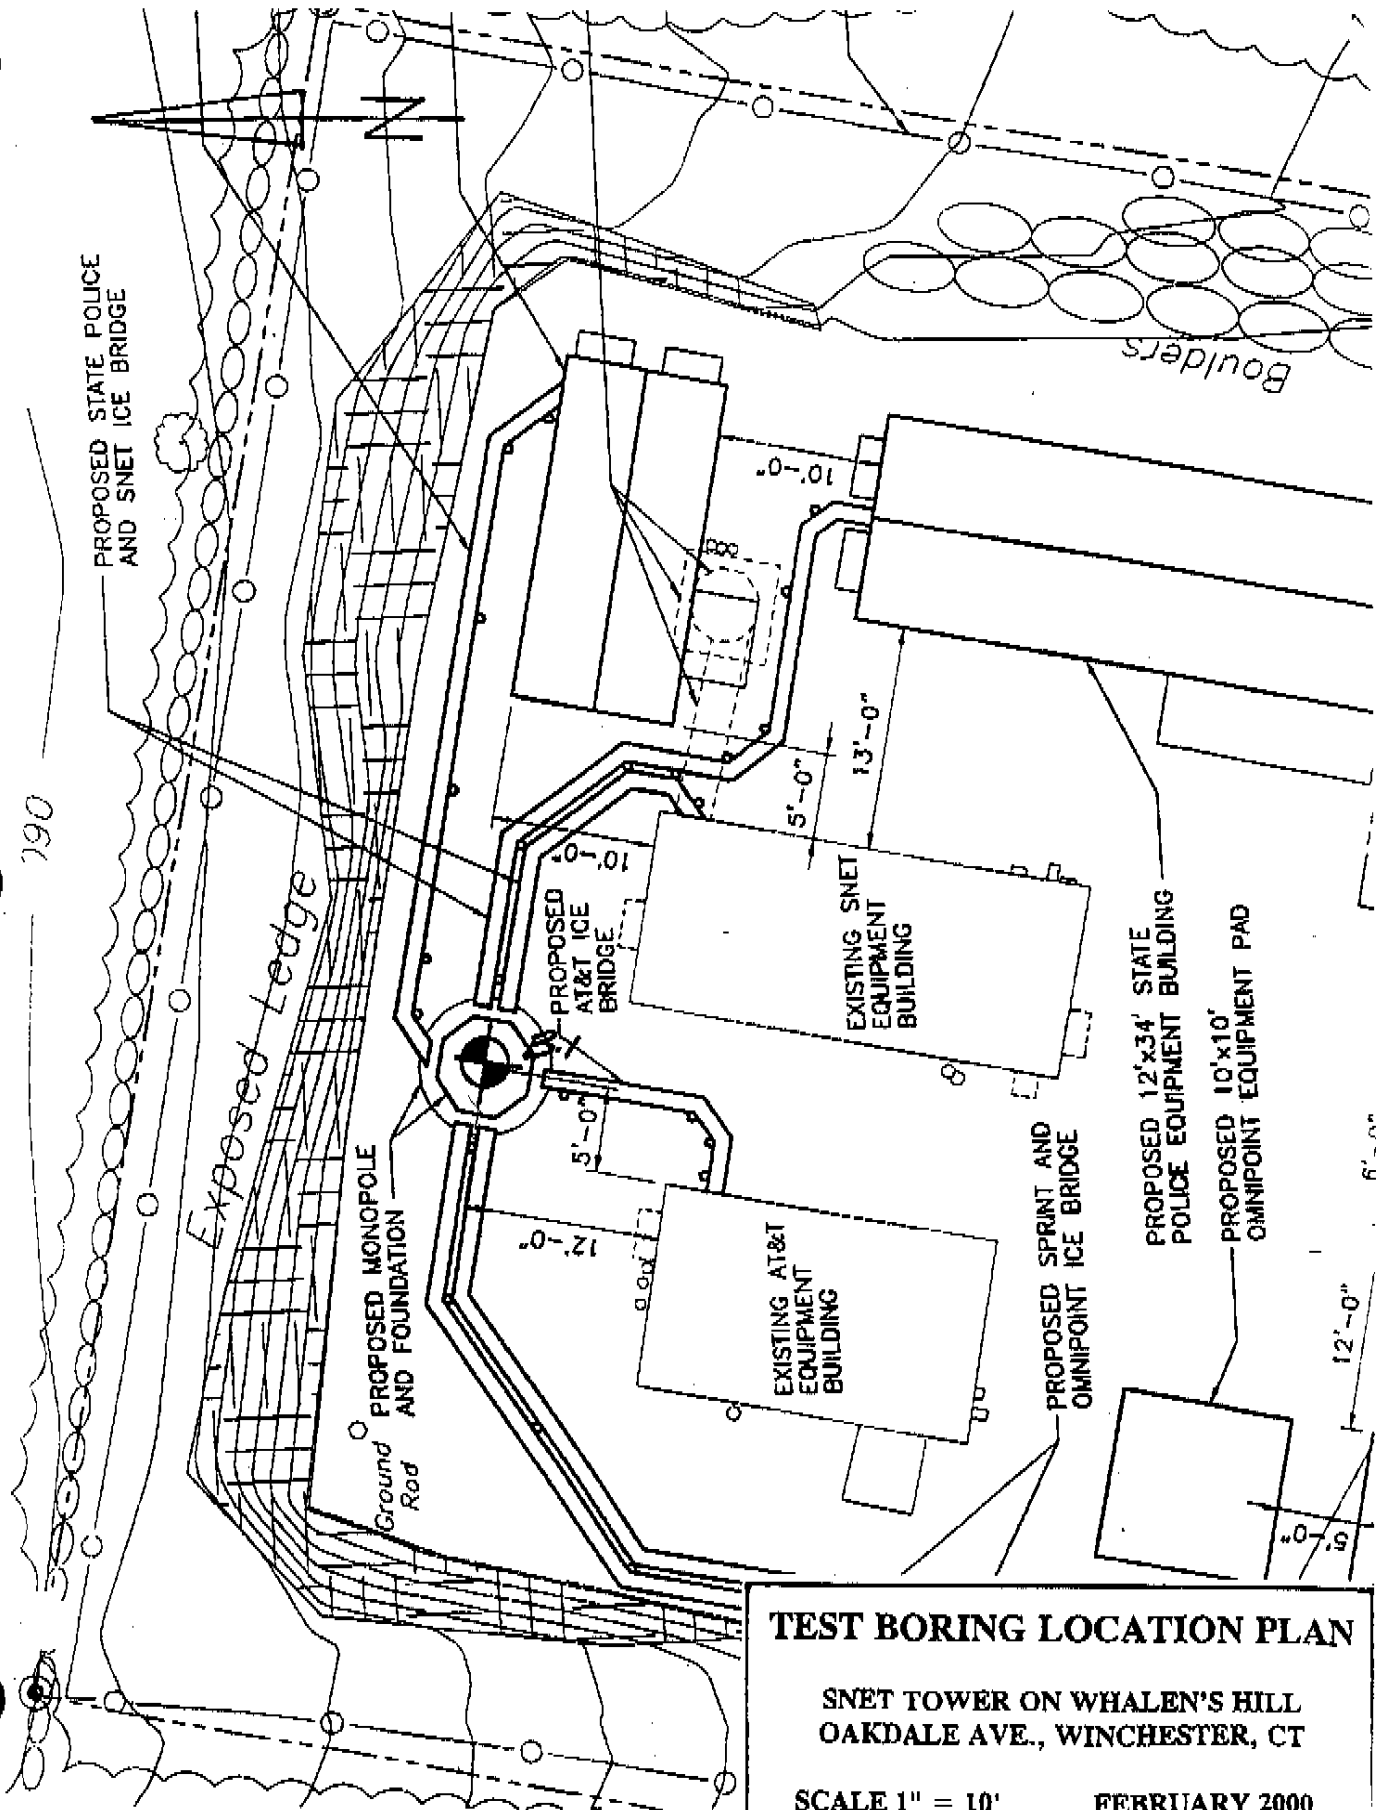 N
PROPOSED STATE POLICE
AND SNET ICE BRIDGE
Boulders
10'-0"
13'-0"
5'-0"
10'-0"
Exposed Ledge
PROPOSED
AT&T ICE
BRIDGE
EXISTING SNET
EQUIPMENT
BUILDING
PROPOSED 12'x34' STATE
POLICE EQUIPMENT BUILDING
PROPOSED 10'x10'
OMNIPOINT EQUIPMENT PAD
5'-0"
12'-0"
PROPOSED MONOPOLE
AND FOUNDATION
EXISTING AT&T
EQUIPMENT
BUILDING
PROPOSED SPRINT AND
OMNIPOINT ICE BRIDGE
12'-0"
Ground
Rod
5'-0"
TEST BORING LOCATION PLAN
SNET TOWER ON WHALEN'S HILL
OAKDALE AVE., WINCHESTER, CT
SCALE 1" = 10' FEBRUARY 2000